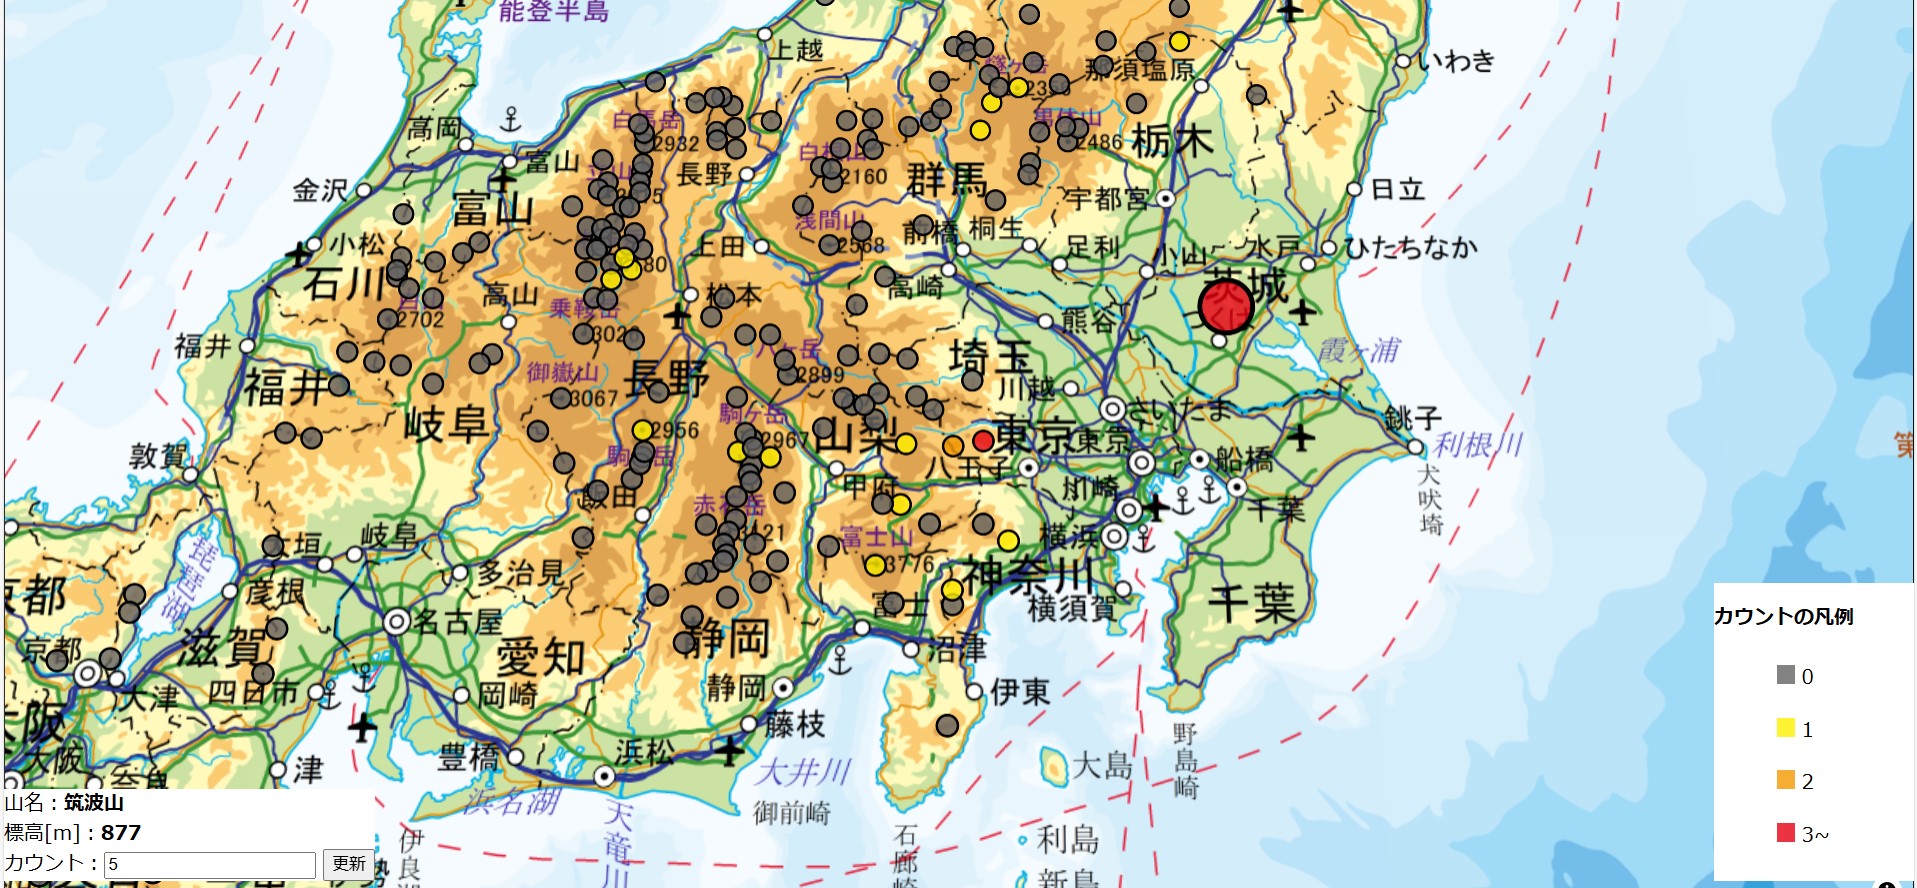 能登半島
上越
いわき
那須塩原
高岡
2932
2486
栃木
富山
長野
2160
群馬
金沢
富山
宇都宮
日立
浅間山
前橋
桐生
小松
上田
2568
足利
小山
水戸
ひたちなか
石川
高山
松本
高崎
茨城
乗鞍岳
2702
3026
熊谷
福井
八ヶ岳
霞ヶ浦
福井
御嶽山
長野
埼玉
2899
3067
川越
岐阜
駒ヶ岳
さいたま
銚子
2956
2967
山梨
東京
東京
利根川
敦賀
八王子
船橋
犬吠埼
飯田
甲府
川崎
千葉
岐阜
富士山
横浜
琵琶湖
多治見
3776
神奈川
彦根
千葉
名古屋
富士
横須賀
滋賀
愛知
静岡
カウントの凡例
京都
沼津
大津
四日市
岡崎
静岡
伊東
0
藤枝
1
大阪
豊橋
浜松
大井川
大島
野島崎
津
奈良
2
浜名湖
御前崎
天竜川
石廊崎
利島
3~
新島
山名：筑波山
標高[m]：877
カウント：5
更新